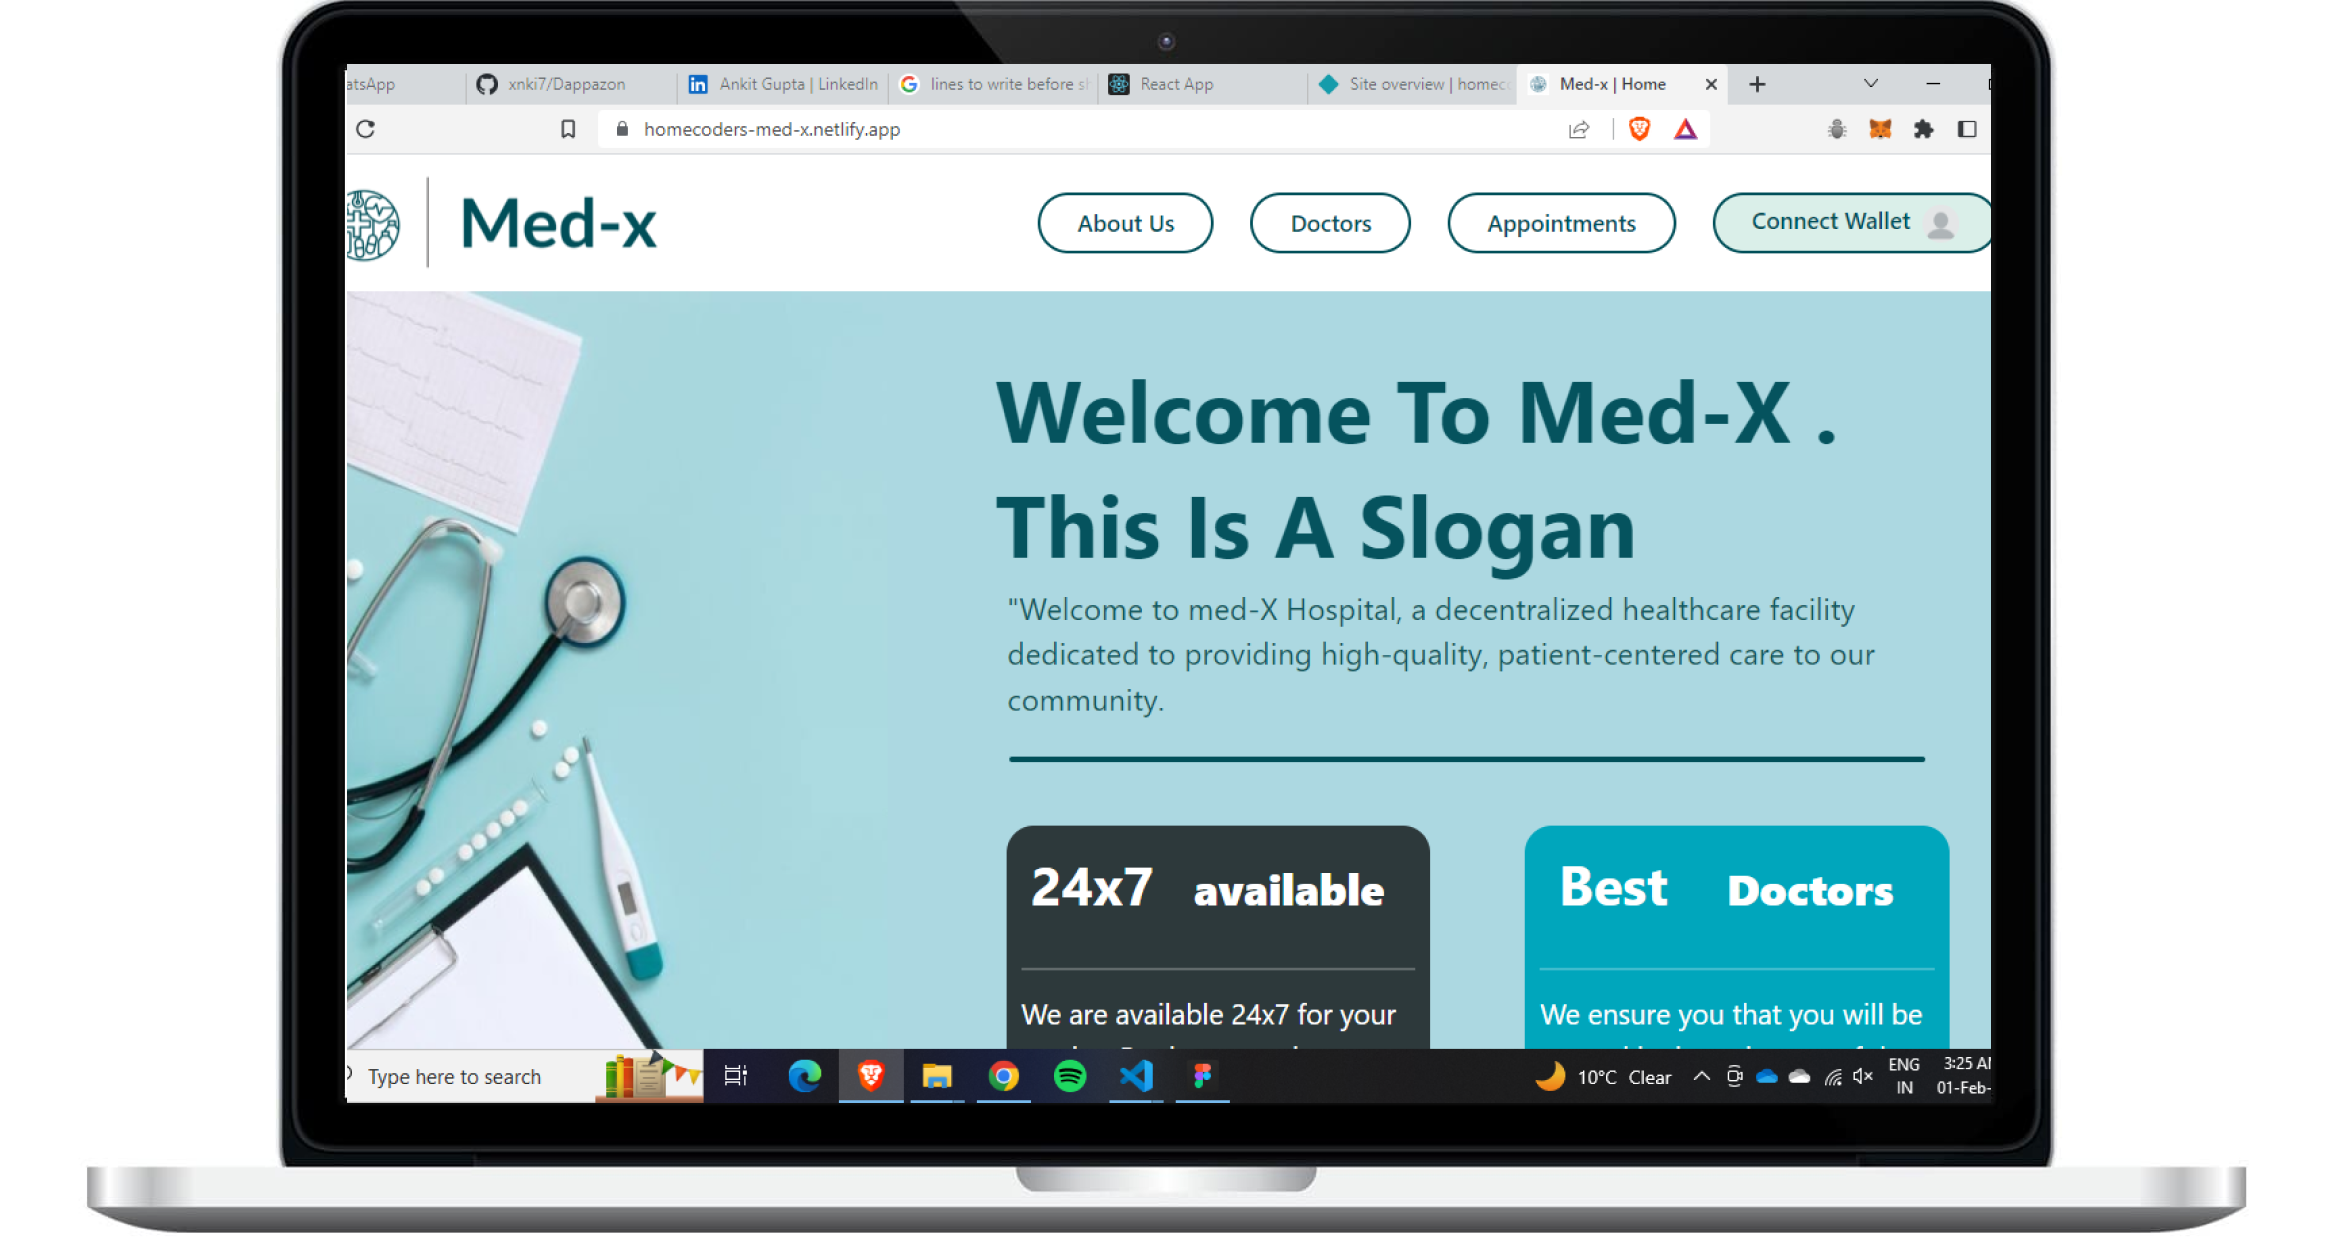 atsApp
xnki7/Dappazon
Ankit Gupta | LinkedIn
lines to write before sh
React App
Site overview | homeco
Med-x | Home
homecoders-med-x.netlify.app
Med-x
About Us
Doctors
Appointments
Connect Wallet
Welcome To Med-X .
This Is A Slogan
"Welcome to med-X Hospital, a decentralized healthcare facility
dedicated to providing high-quality, patient-centered care to our
community.
24x7 available
We are available 24x7 for your
Best Doctors
We ensure you that you will be
Type here to search
10°C Clear
ENG
IN
3:25 AM
01-Feb-